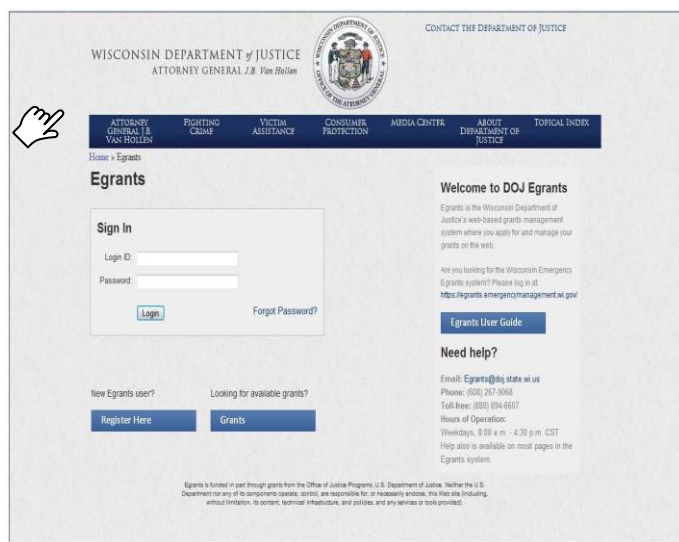 CONTACT THE DEPARTMENT OF JUSTICE
WISCONSIN DEPARTMENT of JUSTICE
ATTORNEY GENERAL J.B. Van Hollen
DEPARTMENT OF JUSTICE
OFFICE OF THE ATTORNEY GENERAL
ATTORNEY GENERAL J.B. VAN HOLLEN
FIGHTING CRIME
VICTIM ASSISTANCE
CONSUMER PROTECTION
MEDIA CENTER
ABOUT DEPARTMENT OF JUSTICE
TOPICAL INDEX
Home » Egrants
Egrants
Sign In
Login ID:
Password:
Login
Forgot Password?
New Egrants user?
Looking for available grants?
Register Here
Grants
Welcome to DOJ Egrants
Egrants is the Wisconsin Department of
Justice's web-based grants management
system where you apply for and manage your
grants on the web.
Are you looking for the Wisconsin Emergency
Egrants system? Please log in at
https://egrants.emergencymanagement.wi.gov/
Egrants User Guide
Need help?
Email: Egrants@doj.state.wi.us
Phone: (608) 267-9068
Toll-free: (888) 894-6607
Hours of Operation:
Weekdays, 8:00 a.m. - 4:30 p.m. CST
Help also is available on most pages in the
Egrants system.
Egrants is funded in part through grants from the Office of Justice Programs, U.S. Department of Justice. Neither the U.S.
Department nor any of its components operate, control, are responsible for, or necessarily endorse, this Web site (including,
without limitation, its content, technical infrastructure, and policies, and any services or tools provided).